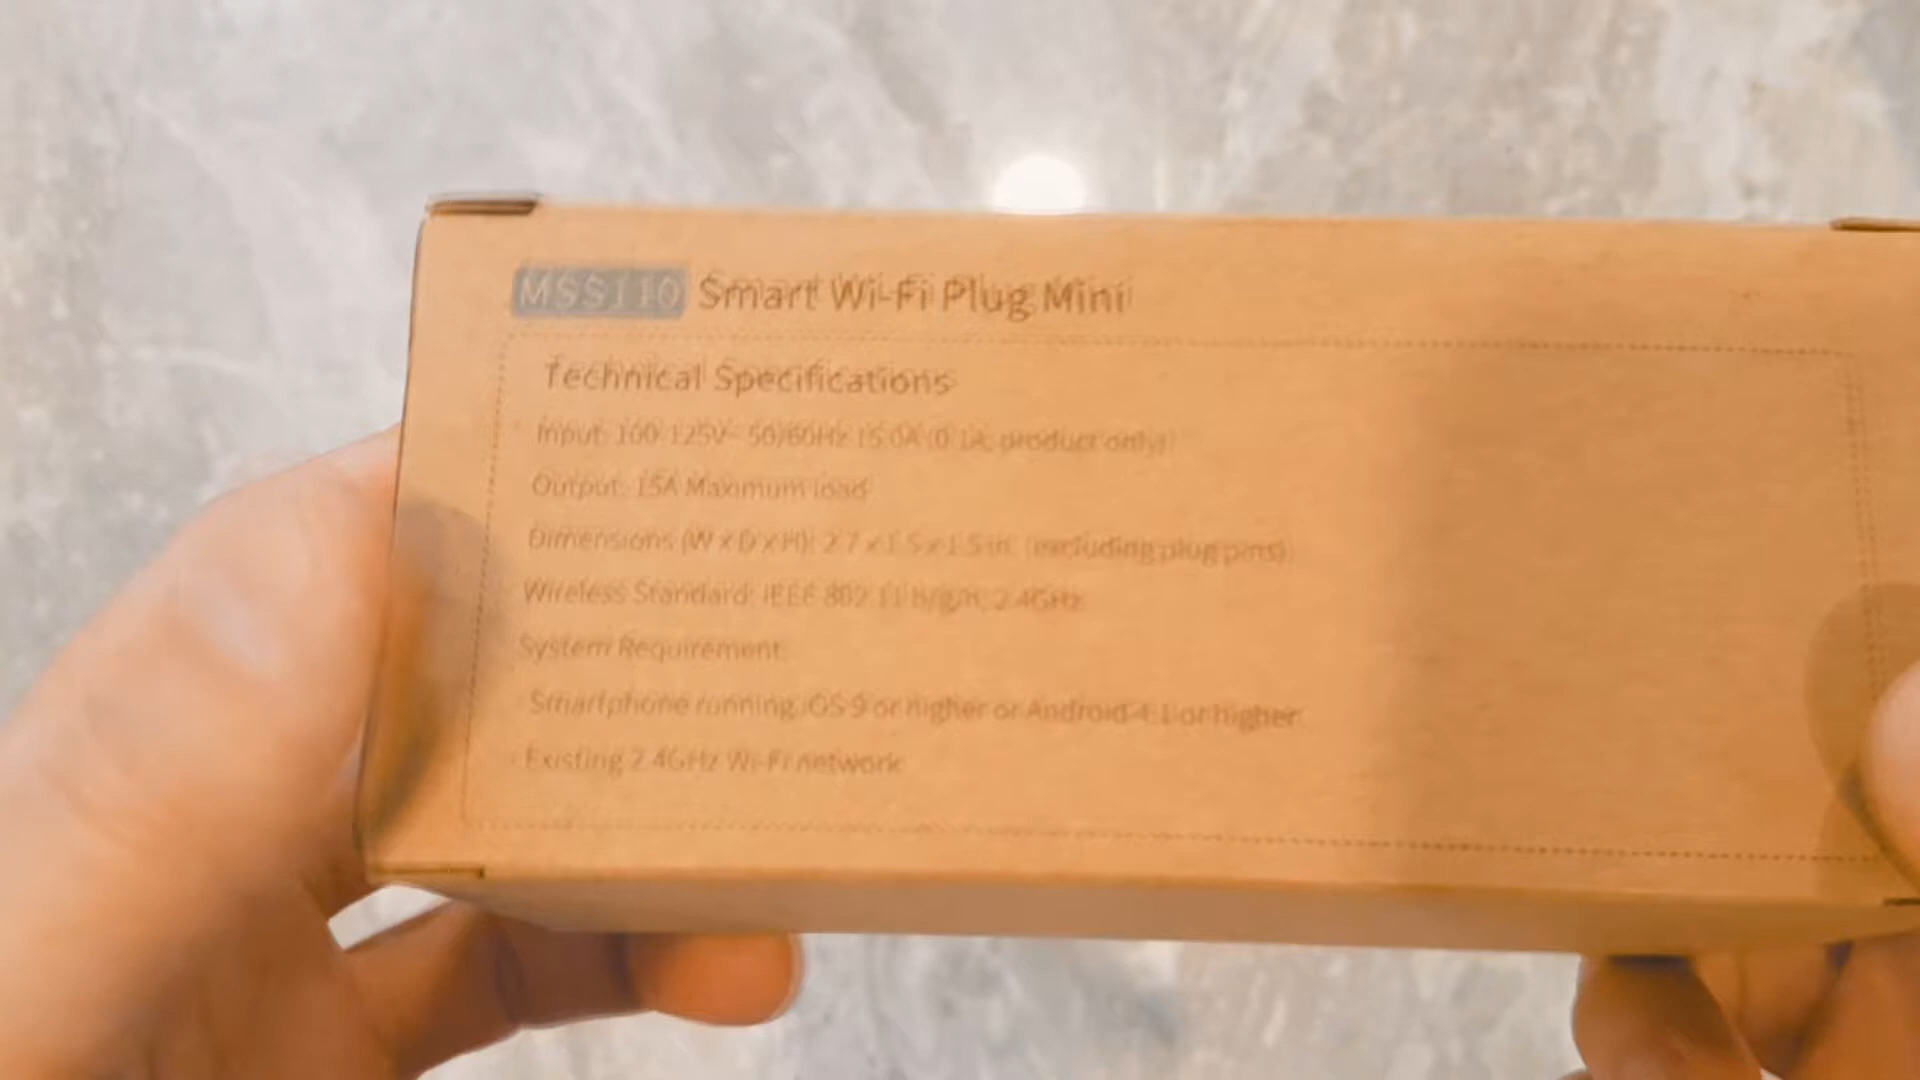 MSS110 Smart Wi-Fi Plug Mini
Technical Specifications
Input: 100-125V~ 50/60Hz 15.0A (0.1A, product only)
Output: 15A Maximum load
Dimensions (W x D x H): 2.7 x 1.5 x 1.5 in. (excluding plug pins)
Wireless Standard: IEEE 802.11 b/g/n, 2.4GHz
System Requirement:
· Smartphone running iOS 9 or higher or Android 4.1 or higher
· Existing 2.4GHz Wi-Fi network